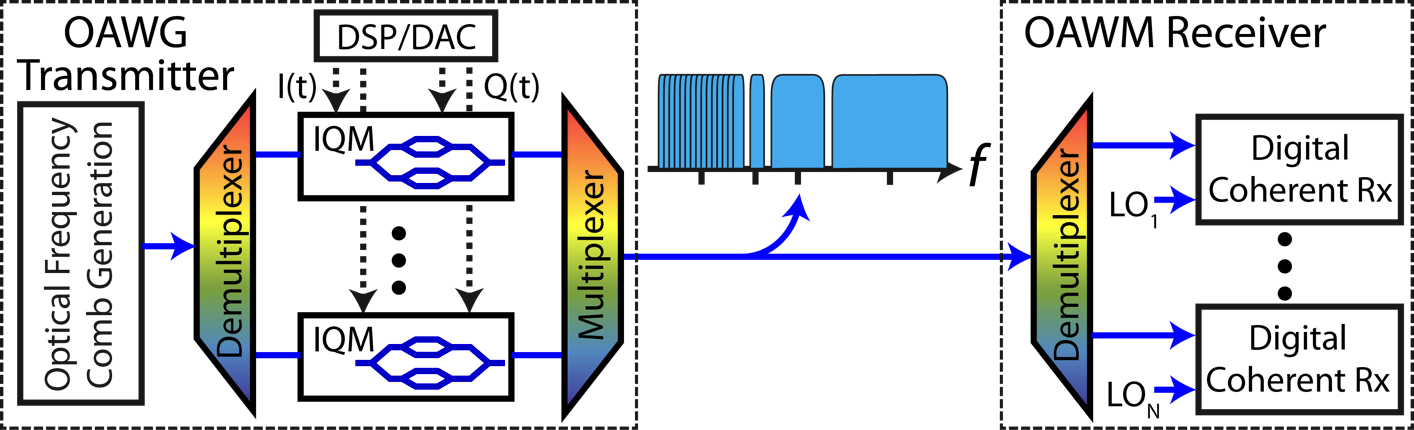 OAWG
Transmitter
Optical Frequency
Comb Generation
Demultiplexer
DSP/DAC
I(t)
Q(t)
IQM
IQM
Multiplexer
f
OAWM Receiver
Demultiplexer
Digital
Coherent Rx
LO1
Digital
Coherent Rx
LON